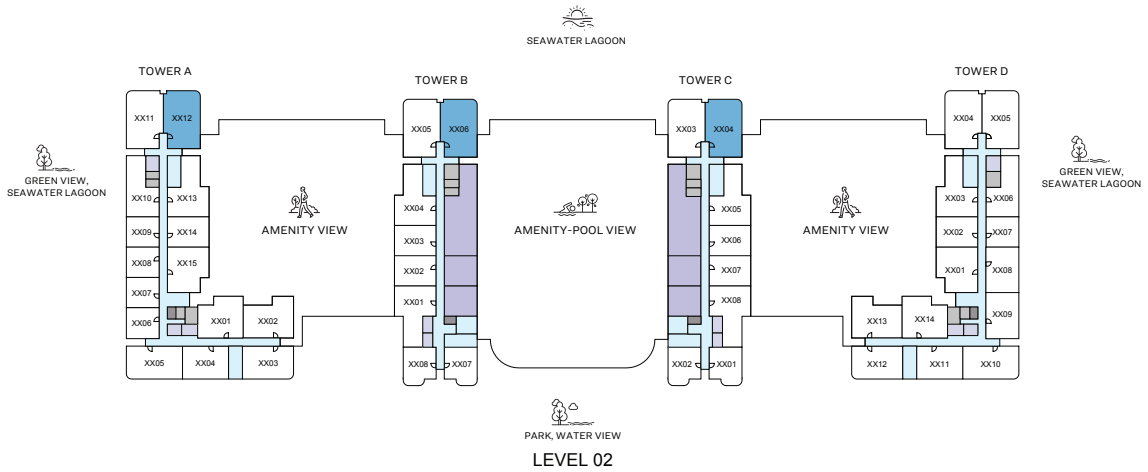 SEAWATER LAGOON
TOWER A
TOWER B
TOWER C
TOWER D
XX11
XX12
XX05
XX06
XX03
XX04
XX04
XX05
GREEN VIEW,
SEAWATER LAGOON
GREEN VIEW,
SEAWATER LAGOON
XX10
XX13
XX04
XX05
XX03
XX06
AMENITY VIEW
AMENITY-POOL VIEW
AMENITY VIEW
XX09
XX14
XX03
XX06
XX02
XX07
XX08
XX15
XX02
XX07
XX01
XX08
XX07
XX01
XX08
XX06
XX01
XX02
XX13
XX14
XX09
XX05
XX04
XX03
XX08
XX07
XX02
XX01
XX12
XX11
XX10
PARK, WATER VIEW
LEVEL 02